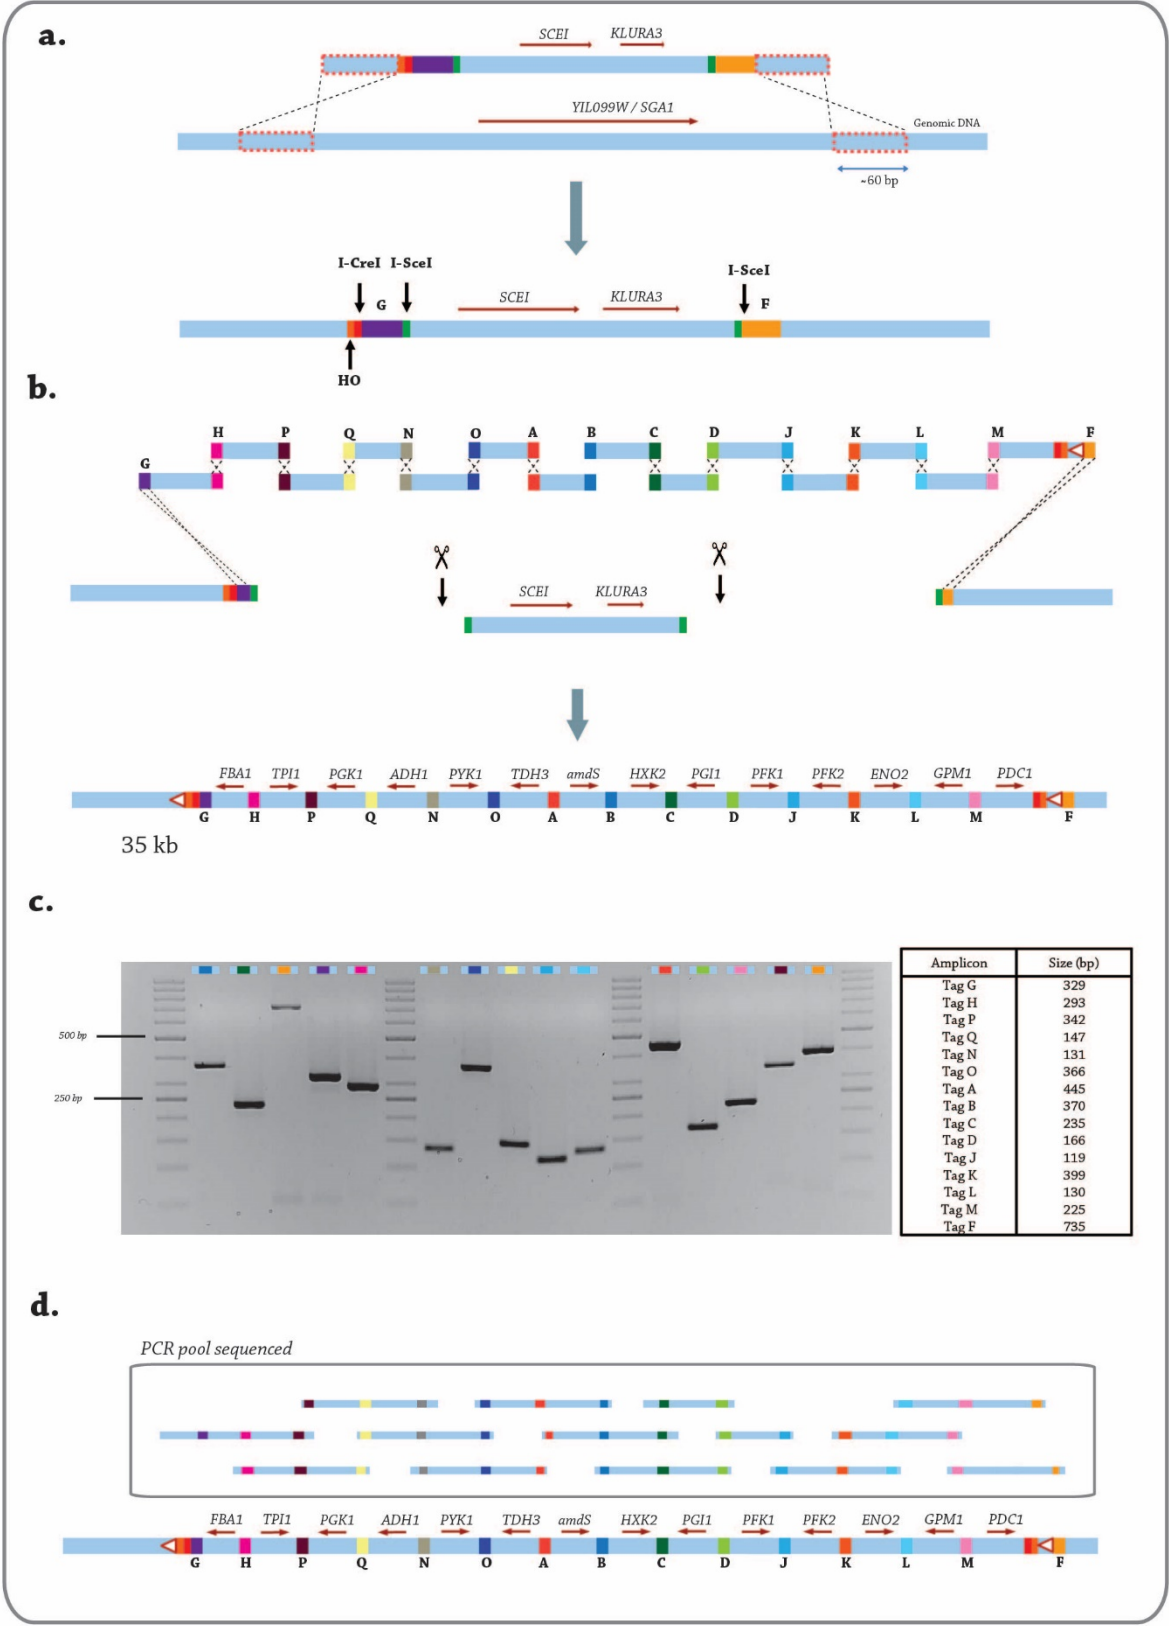 a.
SCEI KLURA3
YIL099W / SGA1
Genomic DNA
~60 bp
I-CreI I-SceI I-SceI
G SCEI KLURA3 F
HO
b.
H P Q N O A B C D J K L M F
G
SCEI KLURA3
FBA1 TPI1 PGK1 ADH1 PYK1 TDH3 amdS HXK2 PGI1 PFK1 PFK2 ENO2 GPM1 PDC1
G H P Q N O A B C D J K L M F
35 kb
c.
500 bp
250 bp
Amplicon Size (bp)
Tag G 329
Tag H 293
Tag P 342
Tag Q 147
Tag N 131
Tag O 366
Tag A 445
Tag B 370
Tag C 235
Tag D 166
Tag J 119
Tag K 399
Tag L 130
Tag M 225
Tag F 735
d.
PCR pool sequenced
FBA1 TPI1 PGK1 ADH1 PYK1 TDH3 amdS HXK2 PGI1 PFK1 PFK2 ENO2 GPM1 PDC1
G H P Q N O A B C D J K L M F